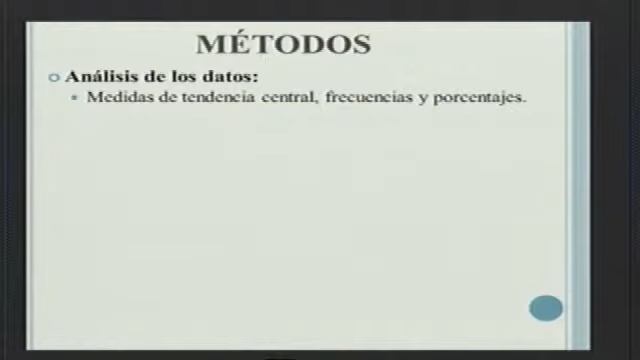 MÉTODOS
Análisis de los datos:
Medidas de tendencia central, frecuencias y porcentajes.